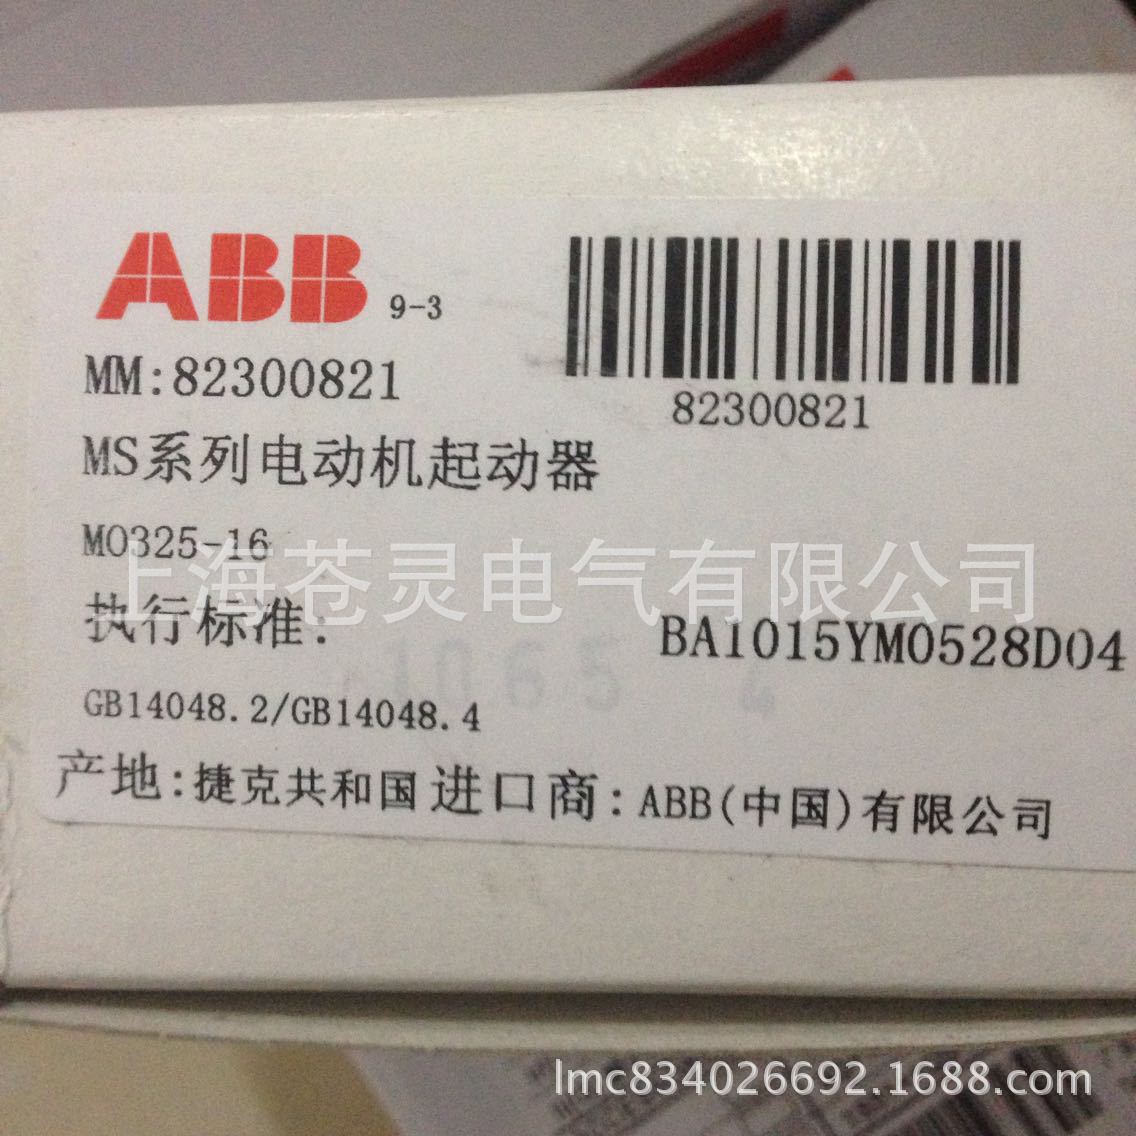 ABB 9-3
MM:82300821
82300821
MS系列电动机起动器
MO325-16
上海苍灵电气有限公司
执行标准:
BA1015YM0528D04
1065 4
GB14048.2/GB14048.4
产地:捷克共和国 进口商:ABB(中国)有限公司
lmc834026692.1688.com